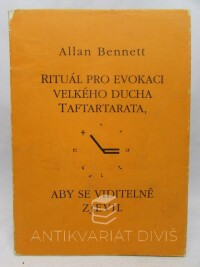 Allan Bennett
RITUÁL PRO EVOKACI
VELKÉHO DUCHA
TAFTARTARATA,
ABY SE VIDITELNĚ
ZJEVIL
ANTIKVARIÁT DIVIŠ